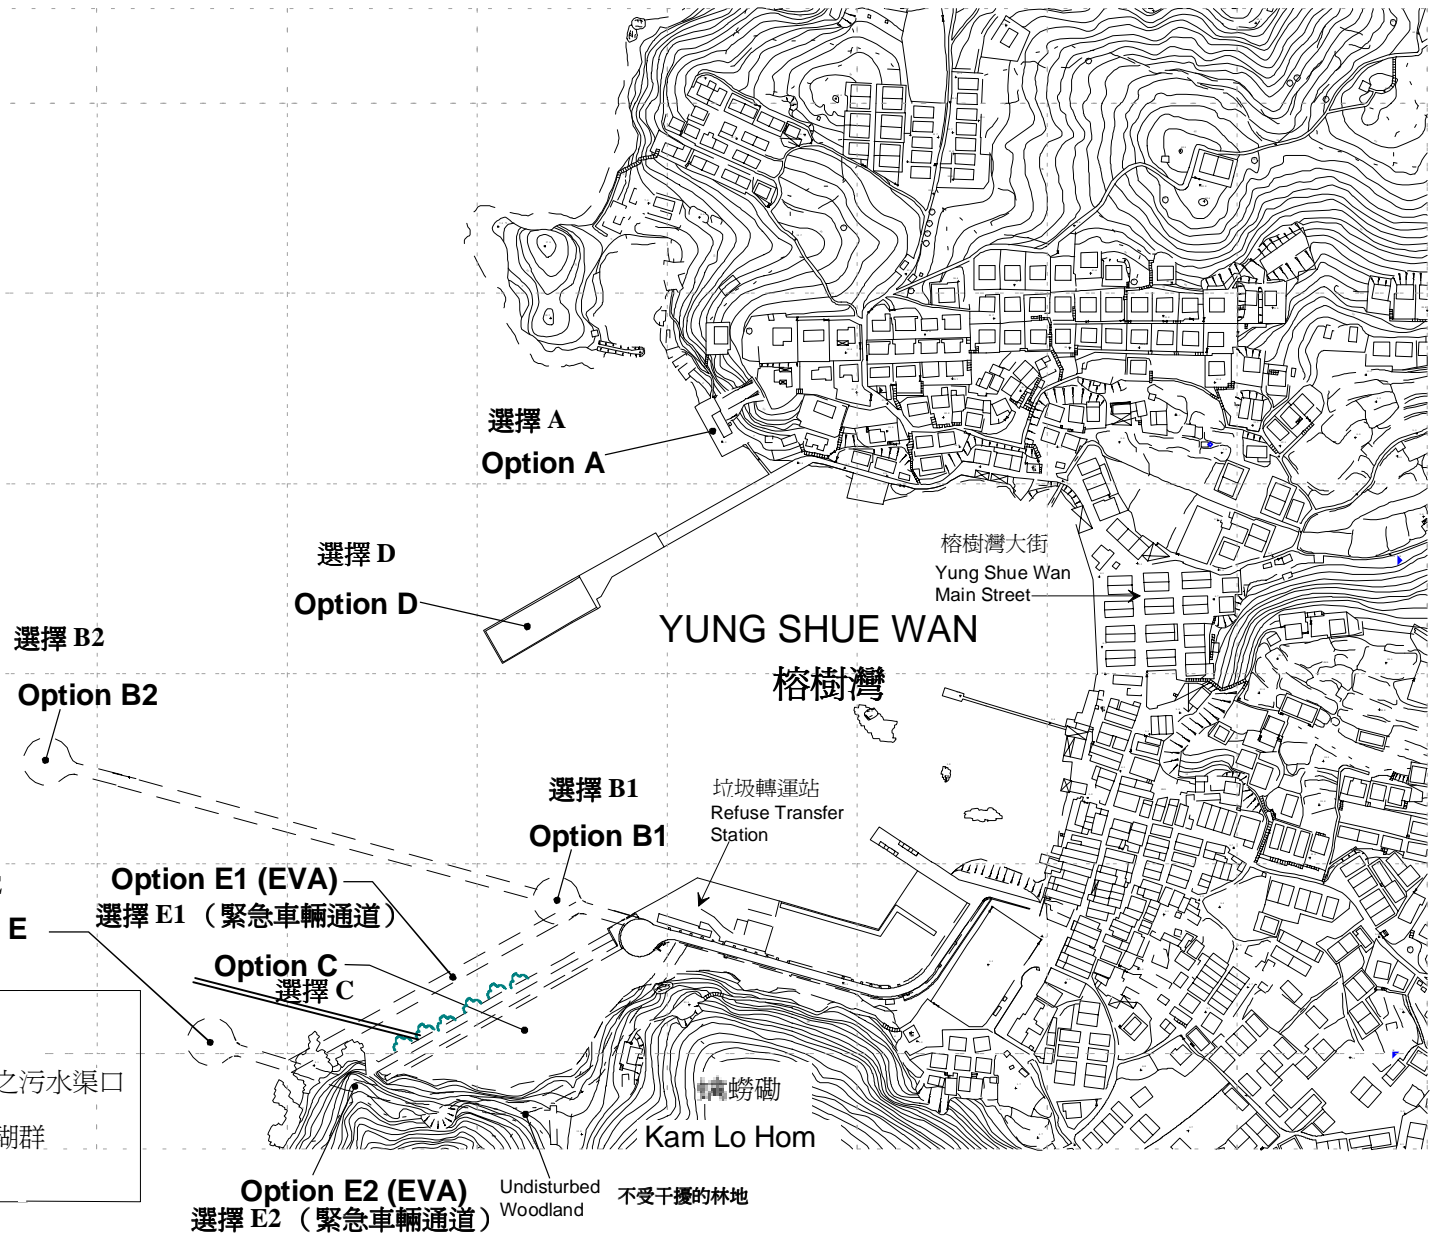 選擇 A
Option A
選擇 D
Option D
榕樹灣大街
Yung Shue Wan
Main Street
YUNG SHUE WAN
榕樹灣
選擇 B2
Option B2
選擇 B1
Option B1
垃圾轉運站
Refuse Transfer
Station
Option E1 (EVA)
選擇 E1 （緊急車輛通道）
E
Option C
選擇 C
之污水渠口
湖群
蟧磡
Kam Lo Hom
Option E2 (EVA)
選擇 E2 （緊急車輛通道）
Undisturbed
Woodland
不受干擾的林地